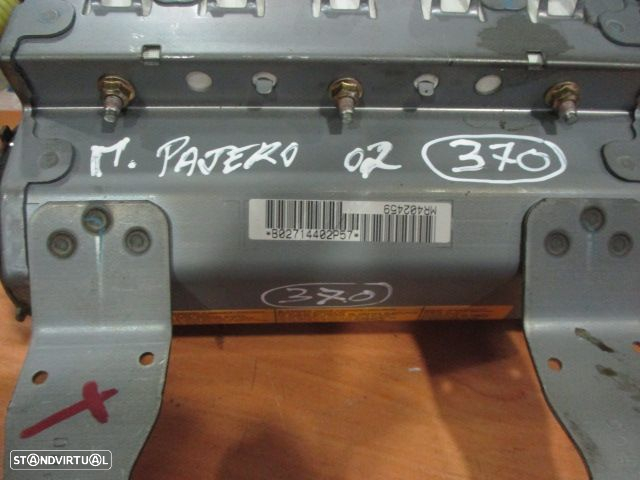 M. PAJERO 02 370
MR402459
*B02714402P57*
370
STANDVIRTUAL